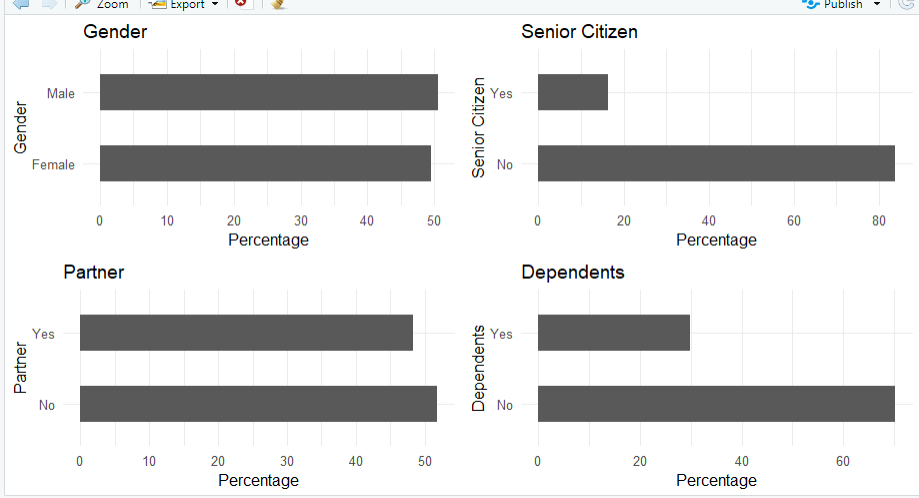 Zoom Export Publish
Gender
Gender
Male
Female
0 10 20 30 40 50
Percentage
Senior Citizen
Senior Citizen
Yes
No
0 20 40 60 80
Percentage
Partner
Partner
Yes
No
0 10 20 30 40 50
Percentage
Dependents
Dependents
Yes
No
0 20 40 60
Percentage